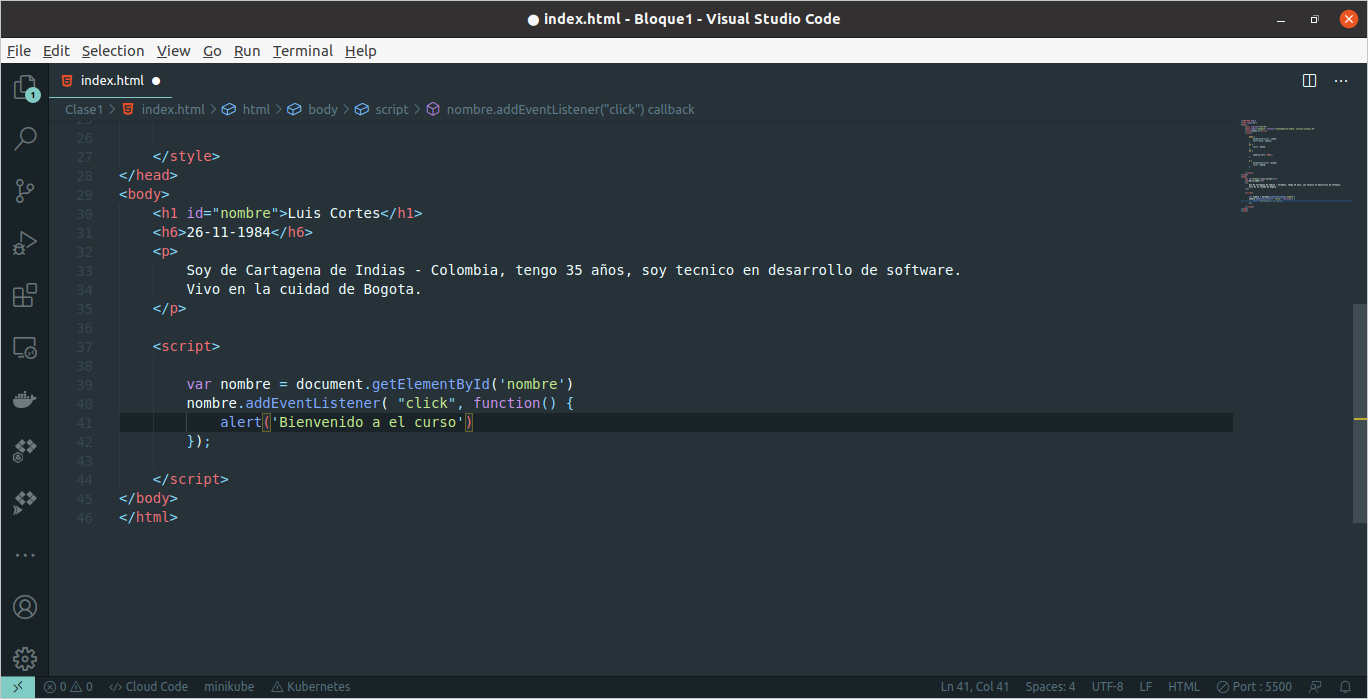 ● index.html - Bloque1 - Visual Studio Code
File Edit Selection View Go Run Terminal Help
1
index.html ●
Clase1 > index.html > html > body > script > nombre.addEventListener("click") callback
25
26
27 </style>
28 </head>
29 <body>
30 <h1 id="nombre">Luis Cortes</h1>
31 <h6>26-11-1984</h6>
32 <p>
33 Soy de Cartagena de Indias - Colombia, tengo 35 años, soy tecnico en desarrollo de software.
34 Vivo en la cuidad de Bogota.
35 </p>
36
37 <script>
38
39 var nombre = document.getElementById('nombre')
40 nombre.addEventListener( "click", function() {
41 alert('Bienvenido a el curso')
42 });
43
44 </script>
45 </body>
46 </html>
0 0 Cloud Code minikube Kubernetes Ln 41, Col 41 Spaces: 4 UTF-8 LF HTML Port : 5500